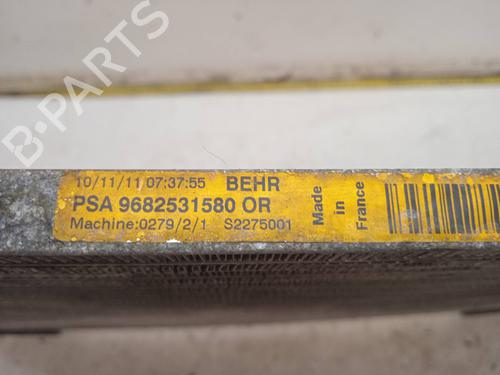 10/11/11 07:37:55 BEHR
PSA 9682531580 OR
Machine:0279/2/1 S2275001
Made in France
B-PARTS